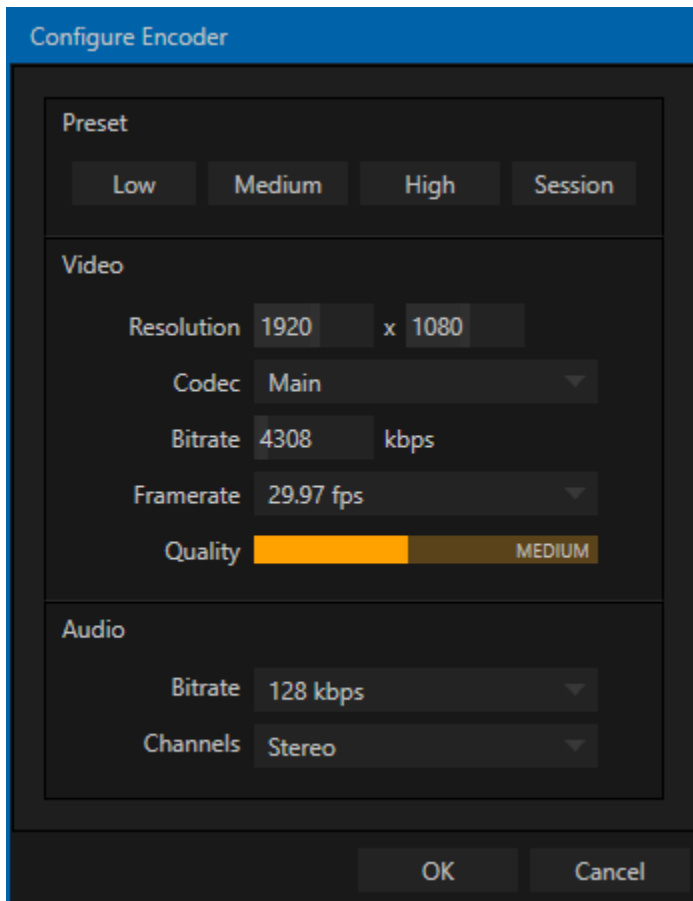 Configure Encoder
Preset
Low Medium High Session
Video
Resolution 1920 x 1080
Codec Main
Bitrate 4308 kbps
Framerate 29.97 fps
Quality MEDIUM
Audio
Bitrate 128 kbps
Channels Stereo
OK Cancel